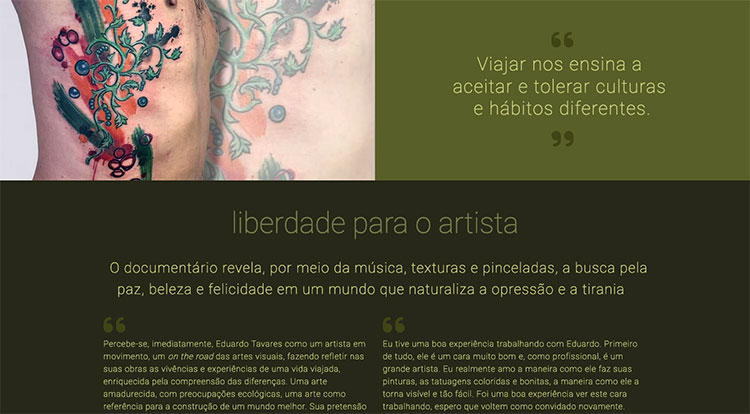 Viajar nos ensina a
aceitar e tolerar culturas
e hábitos diferentes.
liberdade para o artista
O documentário revela, por meio da música, texturas e pinceladas, a busca pela
paz, beleza e felicidade em um mundo que naturaliza a opressão e a tirania
Percebe-se, imediatamente, Eduardo Tavares como um artista em
movimento, um on the road das artes visuais, fazendo refletir nas
suas obras as vivências e experiências de uma vida viajada,
enriquecida pela compreensão das diferenças. Uma arte
amadurecida, com preocupações ecológicas, uma arte como
referência para a construção de um mundo melhor. Sua pretensão
Eu tive uma boa experiência trabalhando com Eduardo. Primeiro
de tudo, ele é um cara muito bom e, como profissional, é um
grande artista. Eu realmente amo a maneira como ele faz suas
pinturas, as tatuagens coloridas e bonitas, a maneira como ele a
torna visível e tão fácil. Foi uma boa experiência ver este cara
trabalhando, espero que voltem como convidado novamente.